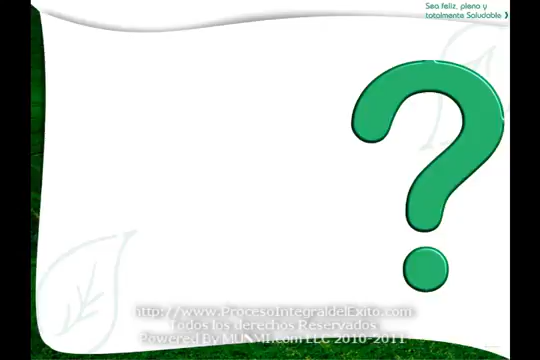 Sea feliz, pleno y
totalmente Saludable ❯
?
http://www.ProcesoIntegraldelExito.com
Todos los derechos Reservados
Powered By MUNMI.com LLC 2010-2011